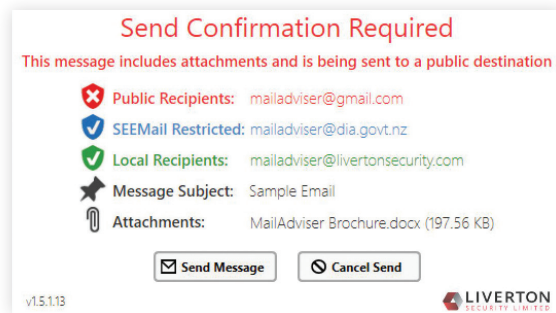 Send Confirmation Required
This message includes attachments and is being sent to a public destination
Public Recipients: mailadviser@gmail.com
SEEMail Restricted: mailadviser@dia.govt.nz
Local Recipients: mailadviser@livertonsecurity.com
Message Subject: Sample Email
Attachments: MailAdviser Brochure.docx (197.56 KB)
Send Message Cancel Send
v1.5.1.13
LIVERTON
SECURITY LIMITED